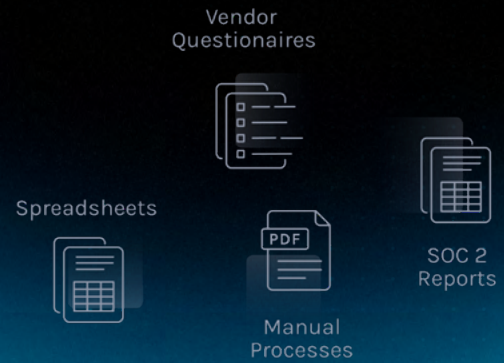 Vendor
Questionaires
Spreadsheets
PDF
SOC 2
Reports
Manual
Processes